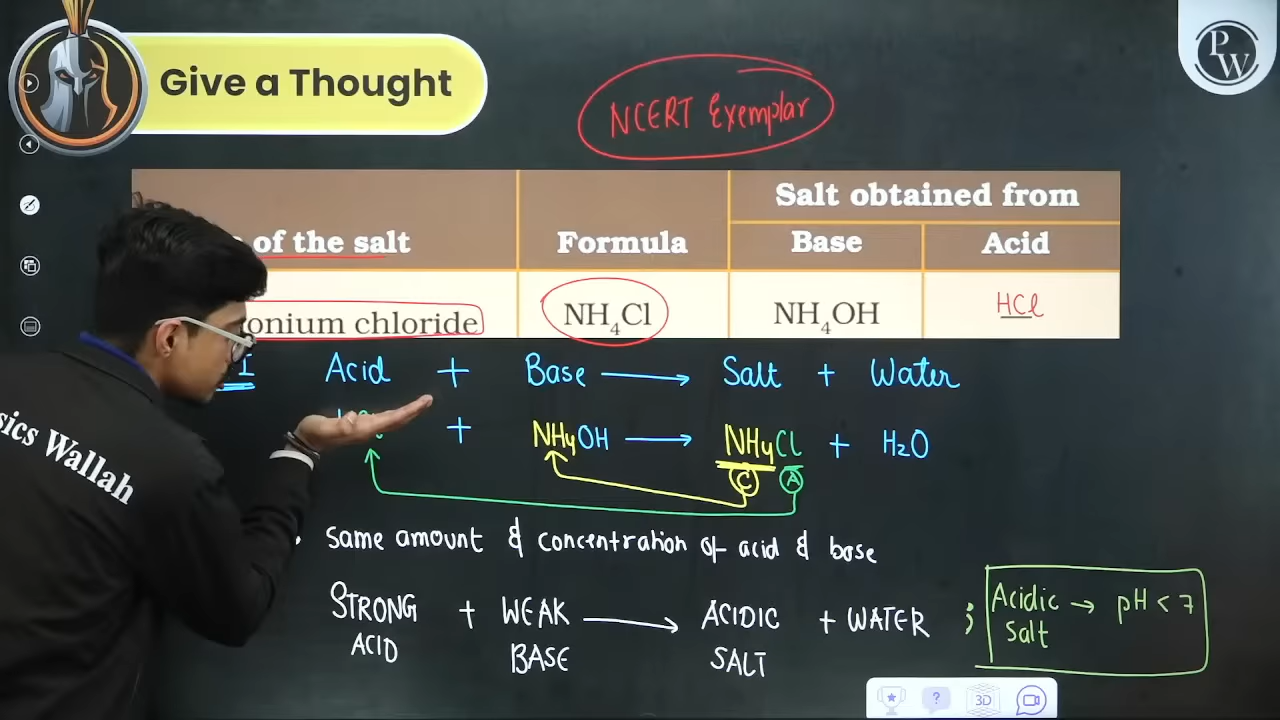 Give a Thought
P
W
NCERT Exemplar
of the salt
Formula
Salt obtained from
Base
Acid
onium chloride
NH₄Cl
NH₄OH
HCl
I Acid + Base → Salt + Water
+ NH₄OH → NH₄Cl + H₂O
C A
• Same amount & concentration of acid & base
STRONG ACID + WEAK BASE → ACIDIC SALT + WATER ;
Acidic Salt → pH < 7
sics Wallah
?
3D